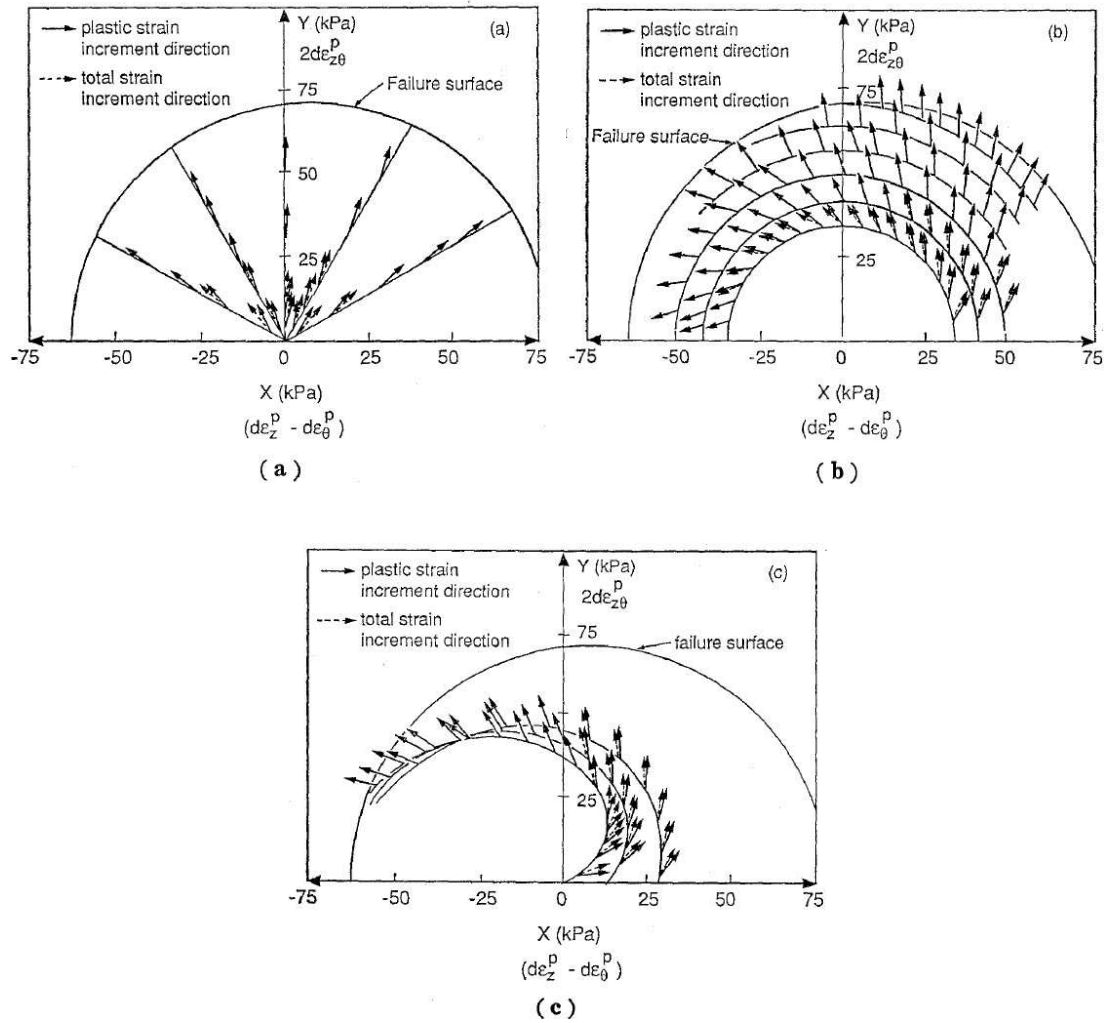 plastic strain
increment direction
total strain
increment direction
Y (kPa)
2dε^p_zθ
(a)
Failure surface
75
50
25
-75
-50
-25
0
25
50
75
X (kPa)
(dε^p_z - dε^p_θ)
(a)
plastic strain
increment direction
total strain
increment direction
Y (kPa)
2dε^p_zθ
(b)
75
Failure surface
25
-75
-50
-25
0
25
50
75
X (kPa)
(dε^p_z - dε^p_θ)
(b)
plastic strain
increment direction
total strain
increment direction
Y (kPa)
2dε^p_zθ
(c)
75
failure surface
25
-75
-50
-25
0
25
50
75
X (kPa)
(dε^p_z - dε^p_θ)
(c)